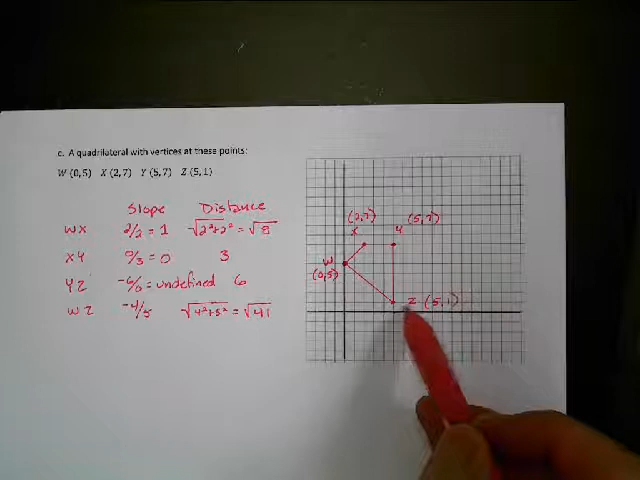 c. A quadrilateral with vertices at these points:
W (0,5) X (2,7) Y (5,7) Z (5,1)
Slope Distance
WX 2/2 = 1 √2²+2² = √8
XY 0/3 = 0 3
YZ -6/0 = undefined 6
WZ -4/5 √4²+5² = √41
(2,7) (5,7)
X Y
W
(0,5)
Z (5,1)